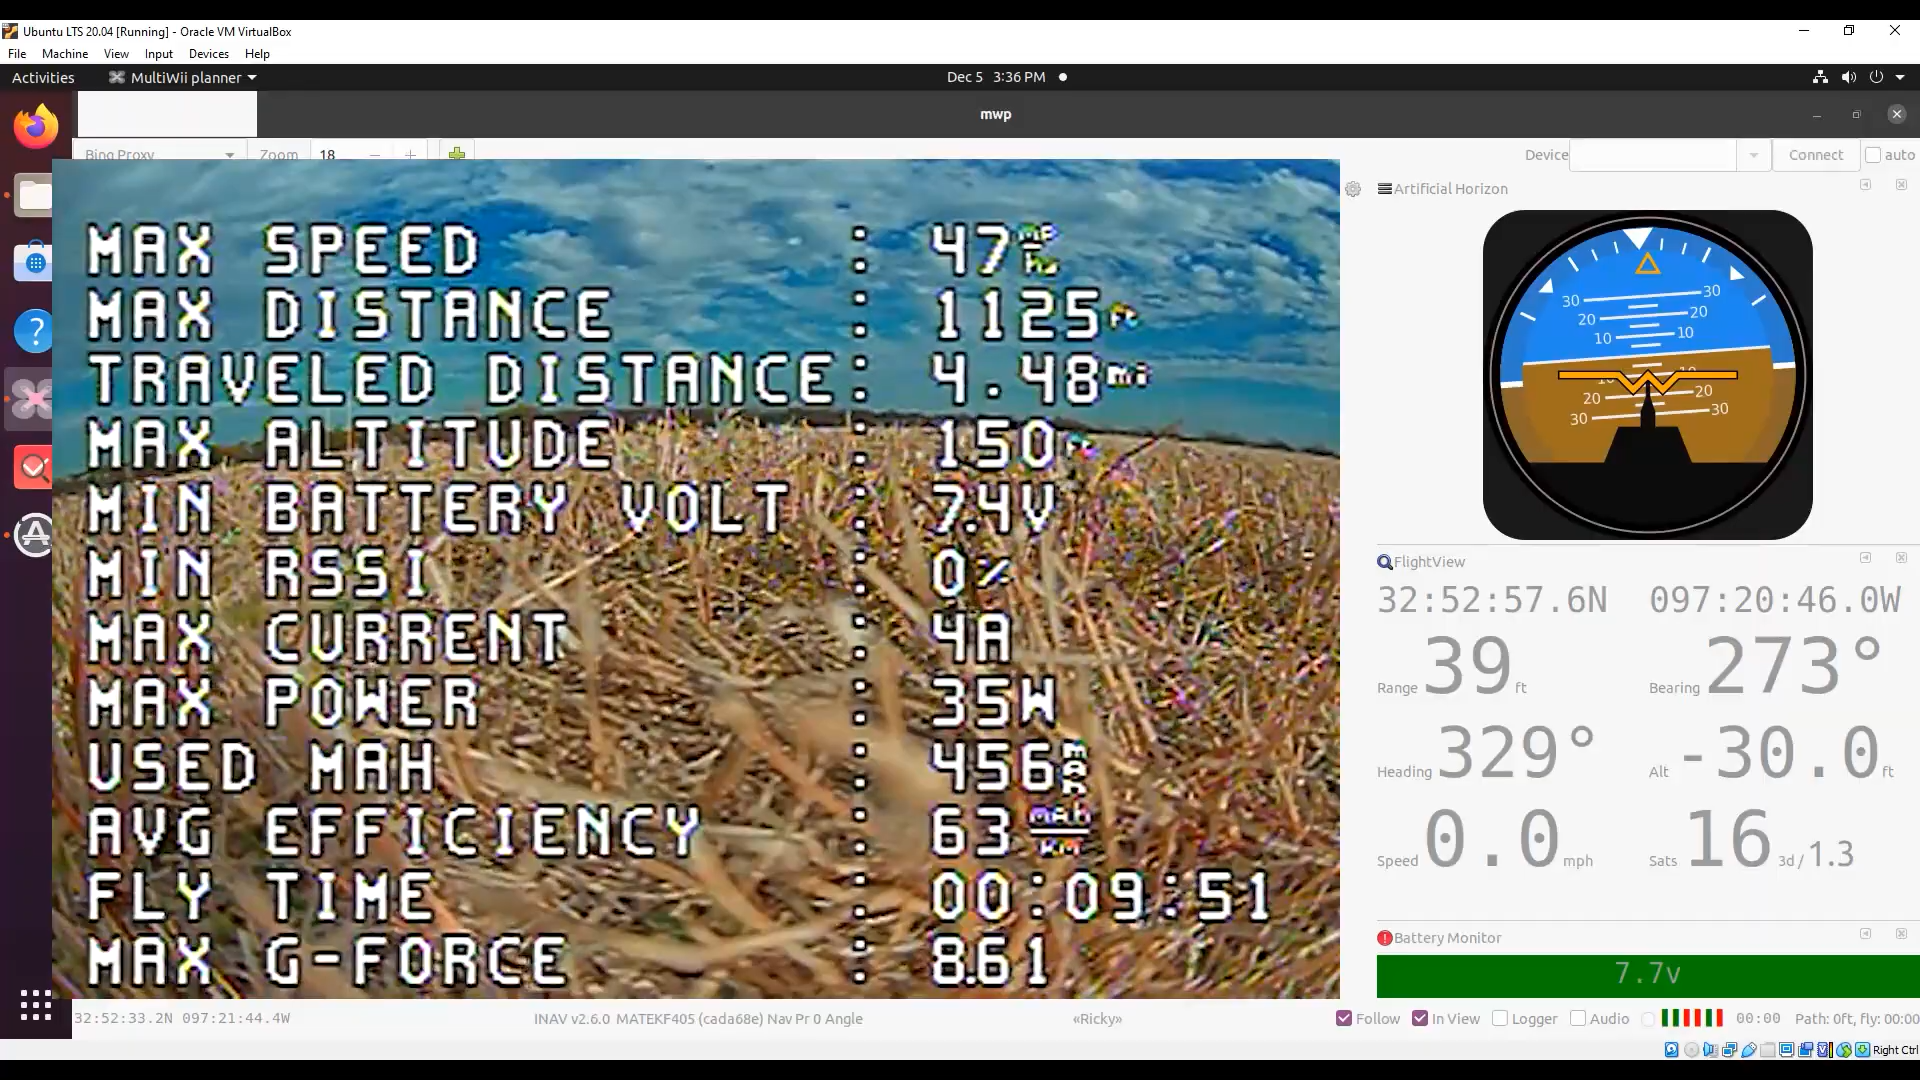 Ubuntu LTS 20.04 [Running] - Oracle VM VirtualBox
File Machine View Input Devices Help
Activities MultiWii planner Dec 5 3:36 PM
mwp
Bing Proxy Zoom 18 Device Connect auto
Artificial Horizon
MAX SPEED : 47
MAX DISTANCE : 1125 ft
TRAVELED DISTANCE: 4.48mi
MAX ALTITUDE : 150 ft
MIN BATTERY VOLT : 7.4V
MIN RSSI : 0%
MAX CURRENT : 4A
MAX POWER : 35W
USED MAH : 456 mAh
AVG EFFICIENCY : 63 mAh KM
FLY TIME : 00:09:51
MAX G-FORCE : 8.61
30 30
20 20
10 10
10
20 20
30 30
FlightView
32:52:57.6N 097:20:46.0W
Range 39 ft Bearing 273°
Heading 329° Alt -30.0 ft
Speed 0.0 mph Sats 16 3d / 1.3
Battery Monitor
7.7v
32:52:33.2N 097:21:44.4W INAV v2.6.0 MATEKF405 (cada68e) Nav Pr 0 Angle «Ricky» Follow In View Logger Audio 00:00 Path: 0ft, fly: 00:00
Right Ctrl